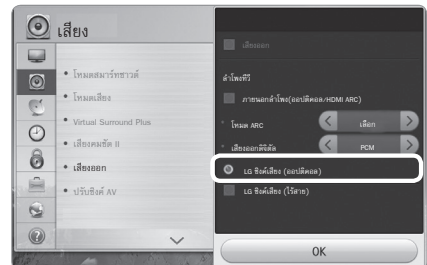 เสียง
โหมดสมาร์ทซาวด์
โหมดเสียง
Virtual Surround Plus
เสียงคมชัด II
เสียงออก
ปรับซิงค์ AV
เสียงออก
ลำโพงทีวี
ภายนอกลำโพง(ออปติคอล/HDMI ARC)
โหมด ARC เลือก
เสียงออกดิจิตัล PCM
LG ซิงค์เสียง (ออปติคอล)
LG ซิงค์เสียง (ไร้สาย)
OK